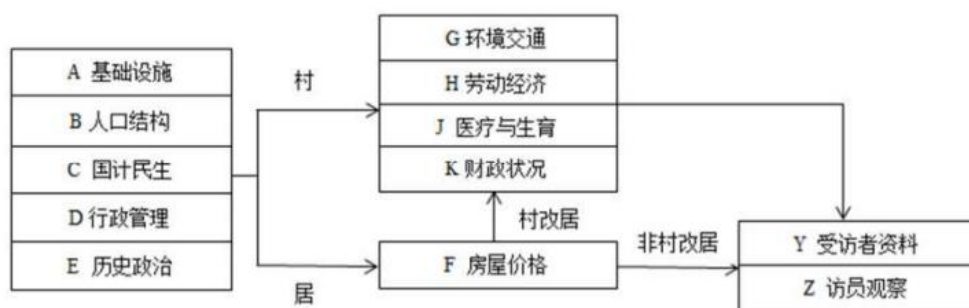 A 基础设施
B 人口结构
C 国计民生
D 行政管理
E 历史政治
村
居
G 环境交通
H 劳动经济
J 医疗与生育
K 财政状况
村改居
F 房屋价格
非村改居
Y 受访者资料
Z 访员观察